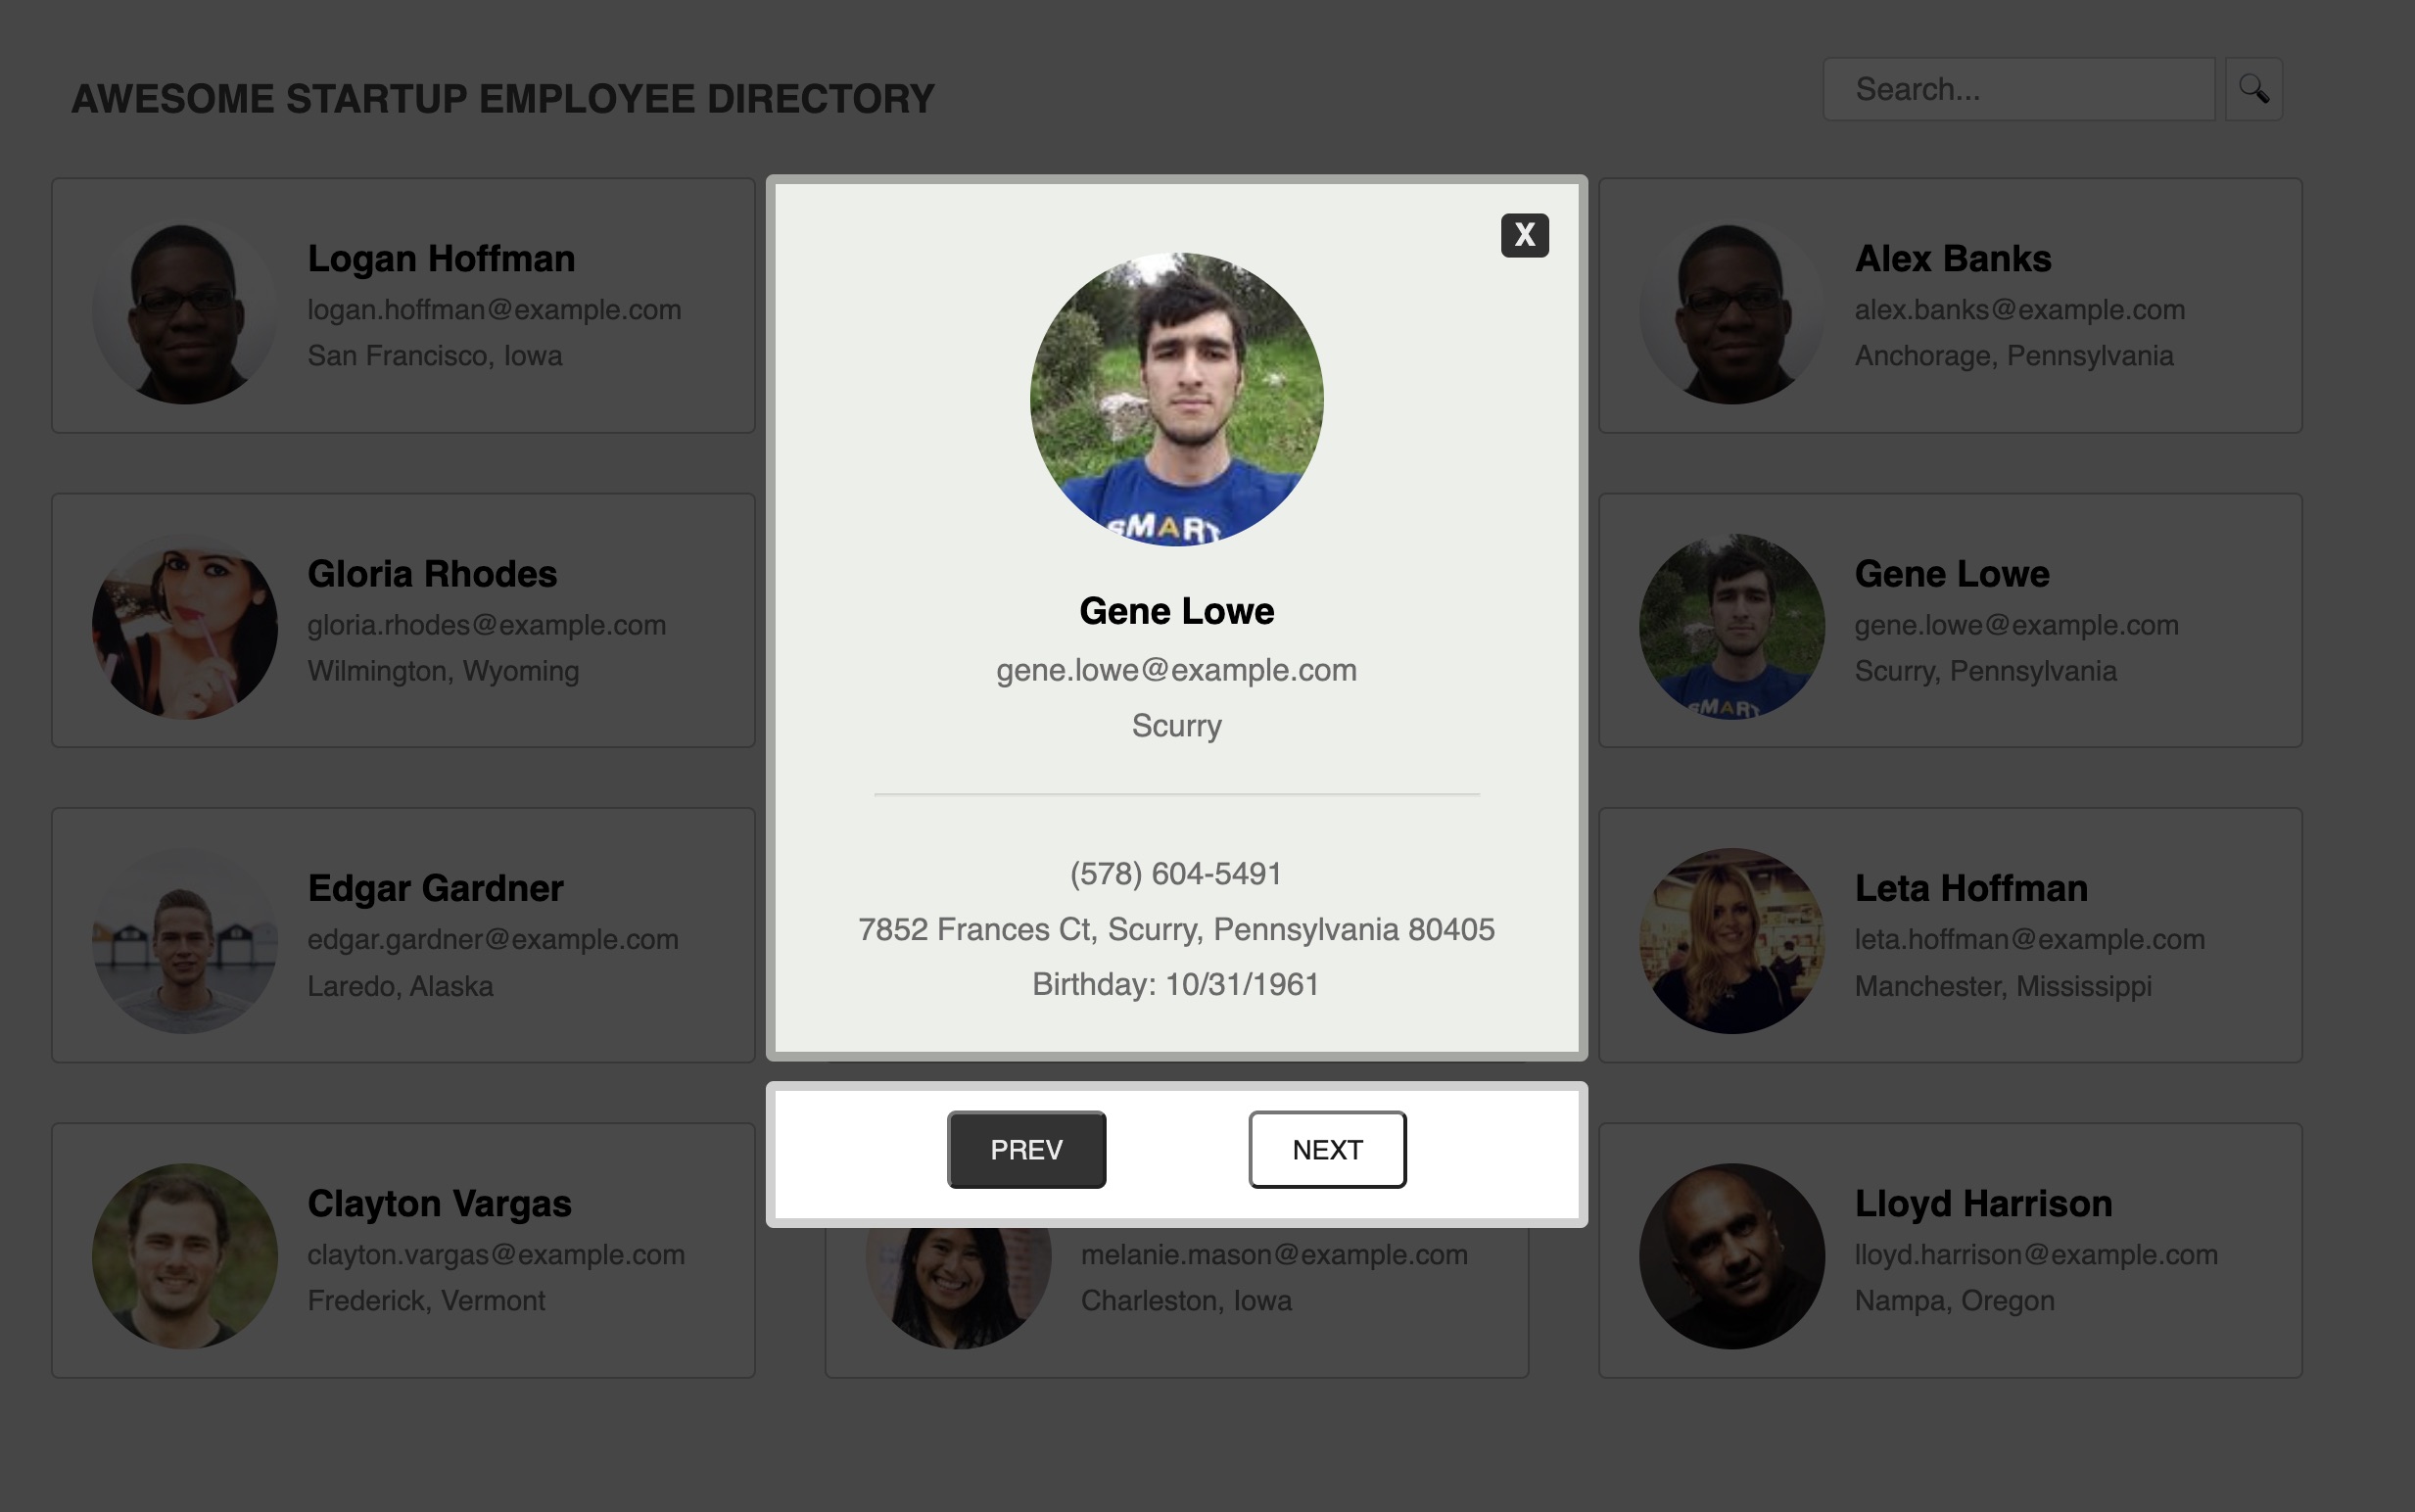 AWESOME STARTUP EMPLOYEE DIRECTORY
Search...
Logan Hoffman
logan.hoffman@example.com
San Francisco, Iowa
Alex Banks
alex.banks@example.com
Anchorage, Pennsylvania
Gloria Rhodes
gloria.rhodes@example.com
Wilmington, Wyoming
Gene Lowe
gene.lowe@example.com
Scurry, Pennsylvania
SMART
Edgar Gardner
edgar.gardner@example.com
Laredo, Alaska
Leta Hoffman
leta.hoffman@example.com
Manchester, Mississippi
Clayton Vargas
clayton.vargas@example.com
Frederick, Vermont
melanie.mason@example.com
Charleston, Iowa
Lloyd Harrison
lloyd.harrison@example.com
Nampa, Oregon
X
SMART
Gene Lowe
gene.lowe@example.com
Scurry
(578) 604-5491
7852 Frances Ct, Scurry, Pennsylvania 80405
Birthday: 10/31/1961
PREV
NEXT